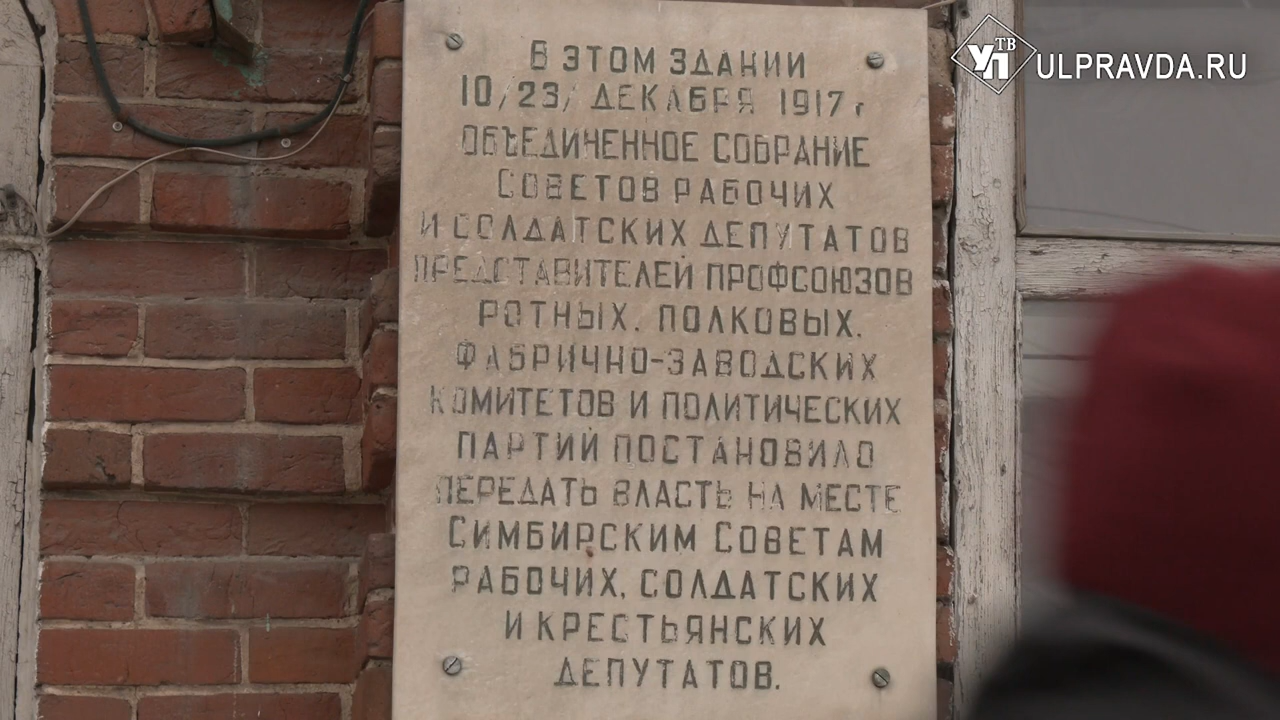 В ЭТОМ ЗДАНИИ
10/23/ ДЕКАБРЯ 1917 г
ОБЪЕДИНЕННОЕ СОБРАНИЕ
СОВЕТОВ РАБОЧИХ
И СОЛДАТСКИХ ДЕПУТАТОВ
ПРЕДСТАВИТЕЛЕЙ ПРОФСОЮЗОВ
РОТНЫХ. ПОЛКОВЫХ.
ФАБРИЧНО-ЗАВОДСКИХ
КОМИТЕТОВ И ПОЛИТИЧЕСКИХ
ПАРТИЙ ПОСТАНОВИЛО
ПЕРЕДАТЬ ВЛАСТЬ НА МЕСТЕ
СИМБИРСКИМ СОВЕТАМ
РАБОЧИХ, СОЛДАТСКИХ
И КРЕСТЬЯНСКИХ
ДЕПУТАТОВ.
УП ТВ ULPRAVDA.RU